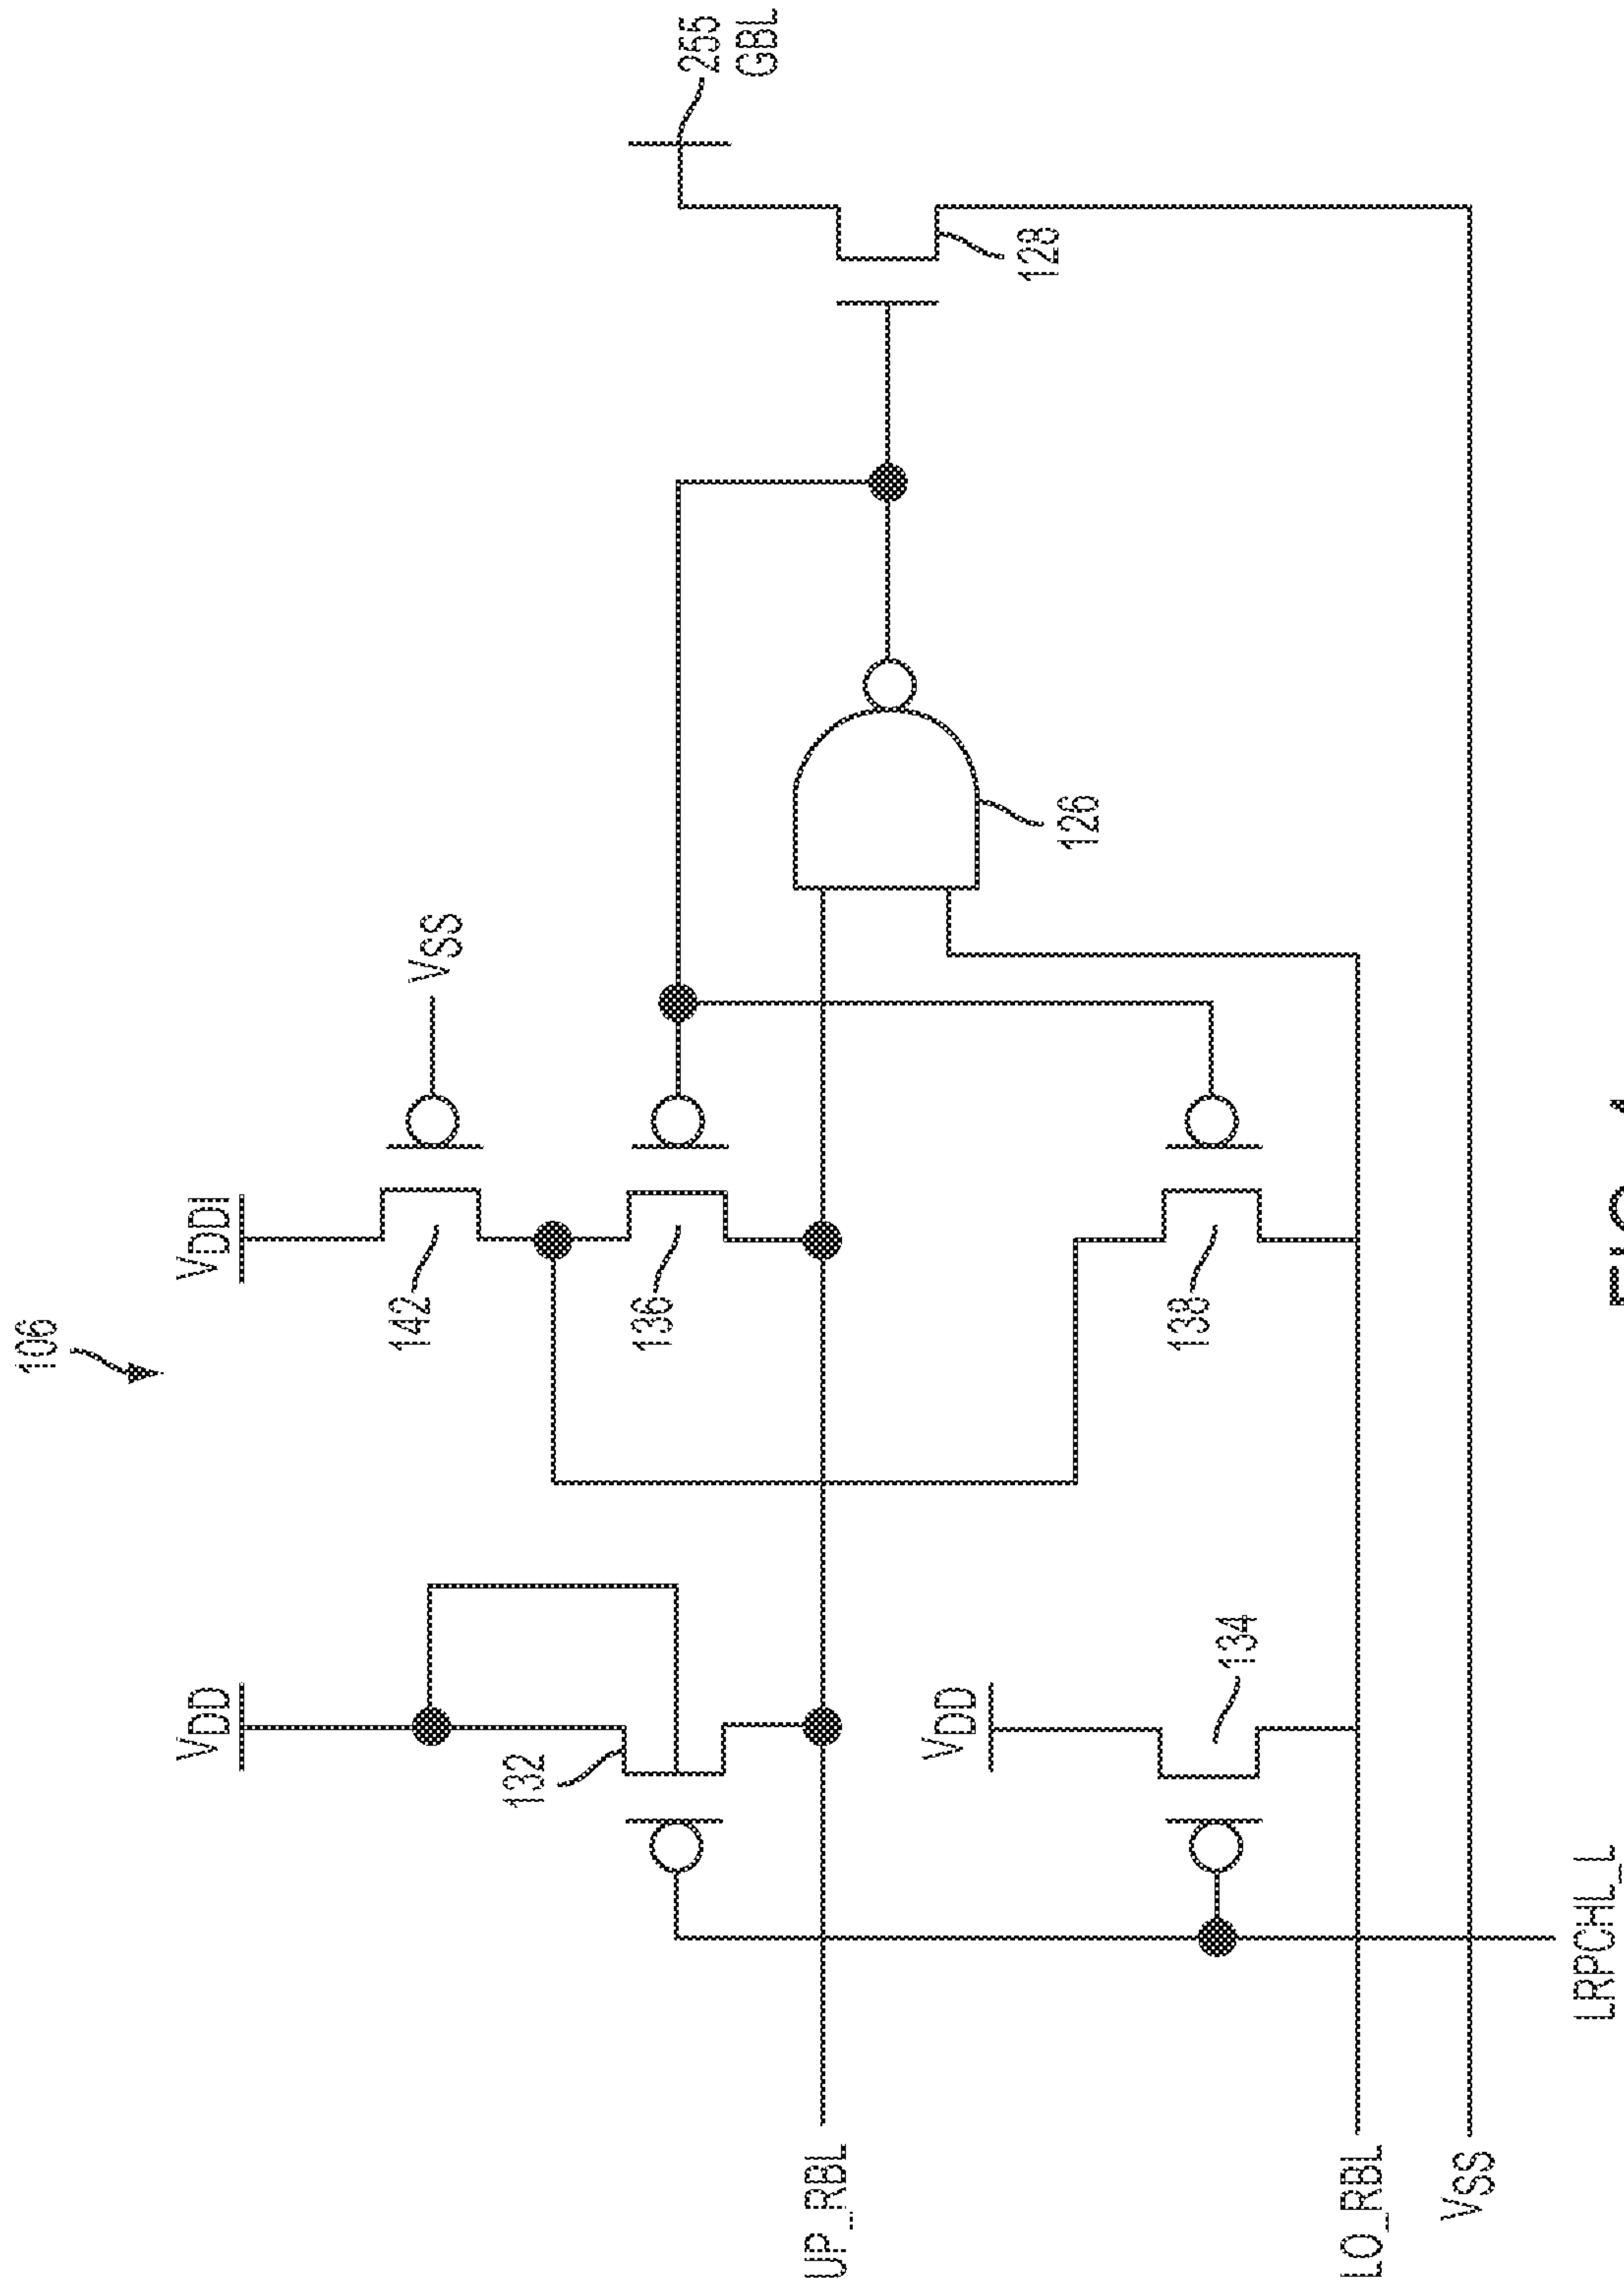 106
VDD
VDDI
142
VSS
132
136
255
GBL
UP_RBL
VDD
128
126
138
134
LO_RBL
VSS
LRPCHL_L